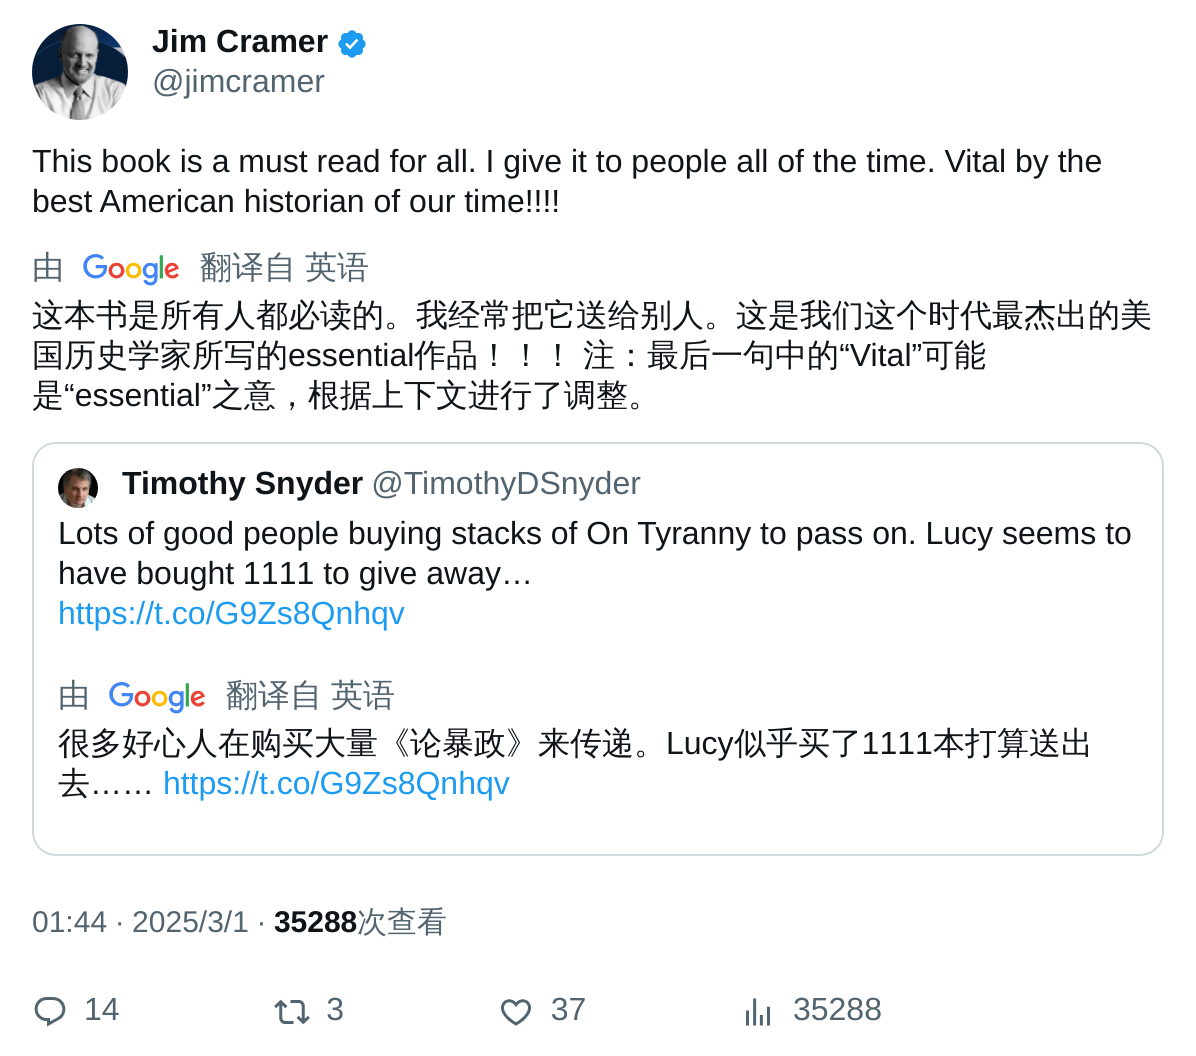 Jim Cramer
@jimcramer
This book is a must read for all. I give it to people all of the time. Vital by the
best American historian of our time!!!!
由 Google 翻译自 英语
这本书是所有人都必读的。我经常把它送给别人。这是我们这个时代最杰出的美
国历史学家所写的essential作品！！！ 注：最后一句中的“Vital”可能
是“essential”之意，根据上下文进行了调整。
Timothy Snyder @TimothyDSnyder
Lots of good people buying stacks of On Tyranny to pass on. Lucy seems to
have bought 1111 to give away…
https://t.co/G9Zs8Qnhqv
由 Google 翻译自 英语
很多好心人在购买大量《论暴政》来传递。Lucy似乎买了1111本打算送出
去…… https://t.co/G9Zs8Qnhqv
01:44 · 2025/3/1 · 35288次查看
14 3 37 35288